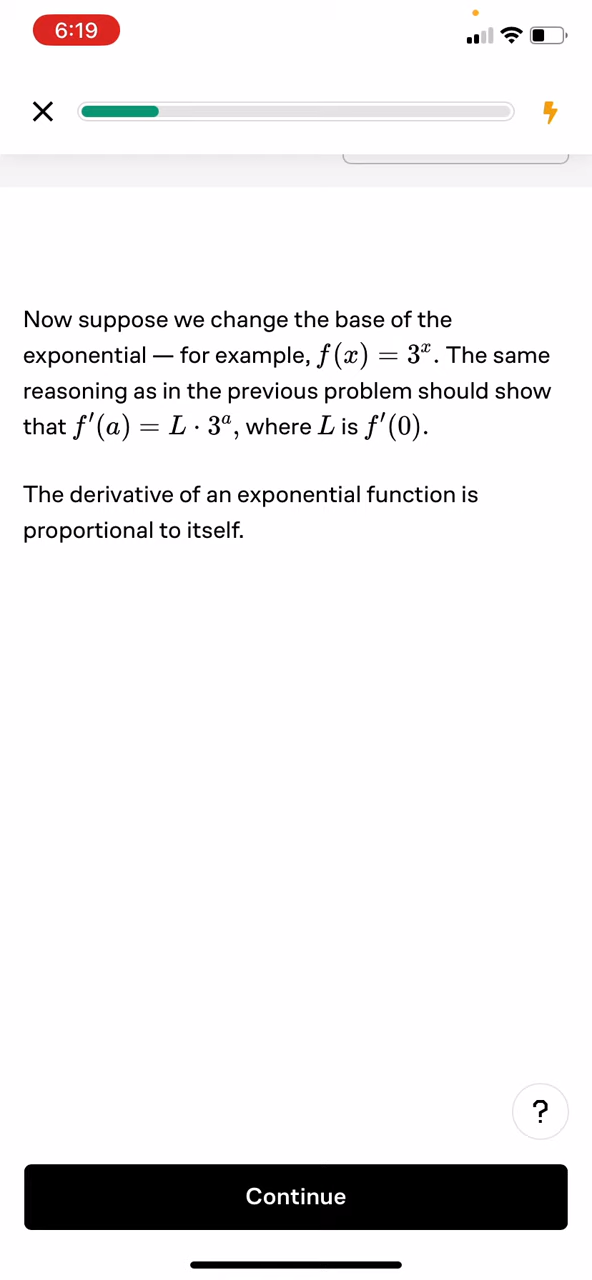 6:19
Now suppose we change the base of the
exponential — for example, f(x) = 3ˣ. The same
reasoning as in the previous problem should show
that f′(a) = L · 3ᵃ, where L is f′(0).
The derivative of an exponential function is
proportional to itself.
?
Continue